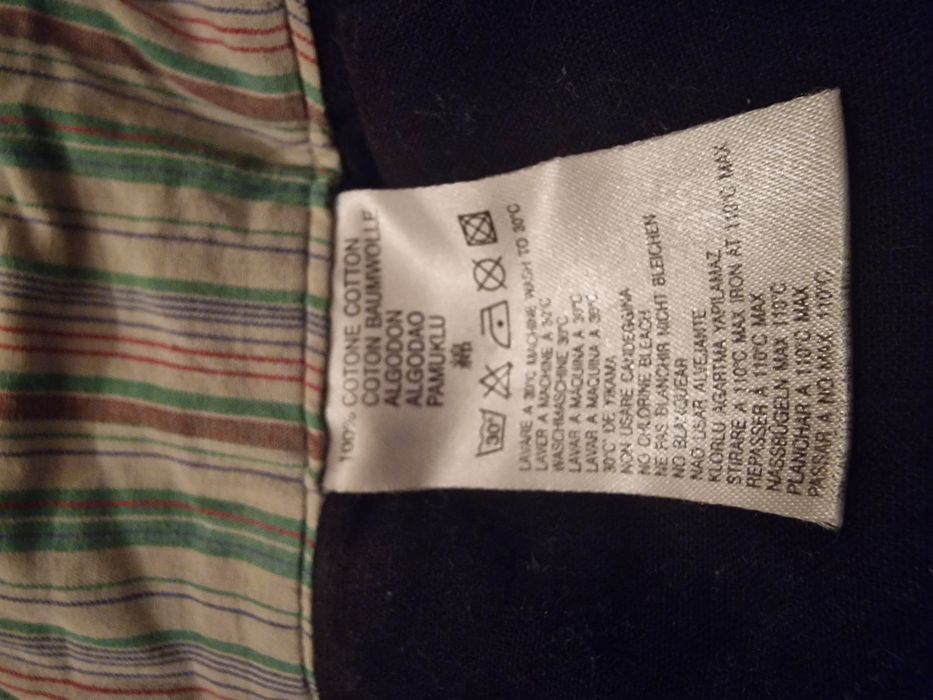 100% COTONE COTTON
COTON BAUMWOLLE
ALGODON
ALGODAO
PAMUKLU
30°
LAVARE A 30°C MACHINE WASH TO 30°C
LAVER A MACHINE A 30°C
WASCHMASCHINE 30°C
LAVAR A MAQUINA A 30°C
LAVAR A MAQUINA A 30°C
30°C DE YIKAMA
NON USARE CANDEGGINA
NO CHLORINE BLEACH
NE PAS BLANCHIR NICHT BLEICHEN
NO BLANQUEAR
NAO USAR ALVEJANTE
KLORLU AGARTMA YAPILAMAZ
STIRARE A 110°C MAX IRON AT 110°C MAX
REPASSER A 110°C MAX
NASSBÜGELN MAX 110°C
PLANCHAR A 110°C MAX
PASSAR A NO MAX 110°C